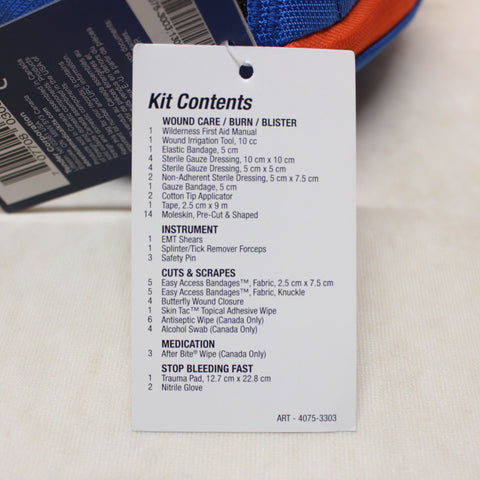 Kit Contents
WOUND CARE / BURN / BLISTER
1 Wilderness First Aid Manual
1 Wound Irrigation Tool, 10 cc
1 Elastic Bandage, 5 cm
4 Sterile Gauze Dressing, 10 cm x 10 cm
4 Sterile Gauze Dressing, 5 cm x 5 cm
2 Non-Adherent Sterile Dressing, 5 cm x 7.5 cm
1 Gauze Bandage, 5 cm
2 Cotton Tip Applicator
1 Tape, 2.5 cm x 9 m
14 Moleskin, Pre-Cut & Shaped
INSTRUMENT
1 EMT Shears
1 Splinter/Tick Remover Forceps
3 Safety Pin
CUTS & SCRAPES
5 Easy Access Bandages™, Fabric, 2.5 cm x 7.5 cm
5 Easy Access Bandages™, Fabric, Knuckle
4 Butterfly Wound Closure
1 Skin Tac™ Topical Adhesive Wipe
6 Antiseptic Wipe (Canada Only)
4 Alcohol Swab (Canada Only)
MEDICATION
3 After Bite® Wipe (Canada Only)
STOP BLEEDING FAST
1 Trauma Pad, 12.7 cm x 22.8 cm
2 Nitrile Glove
ART - 4075-3303